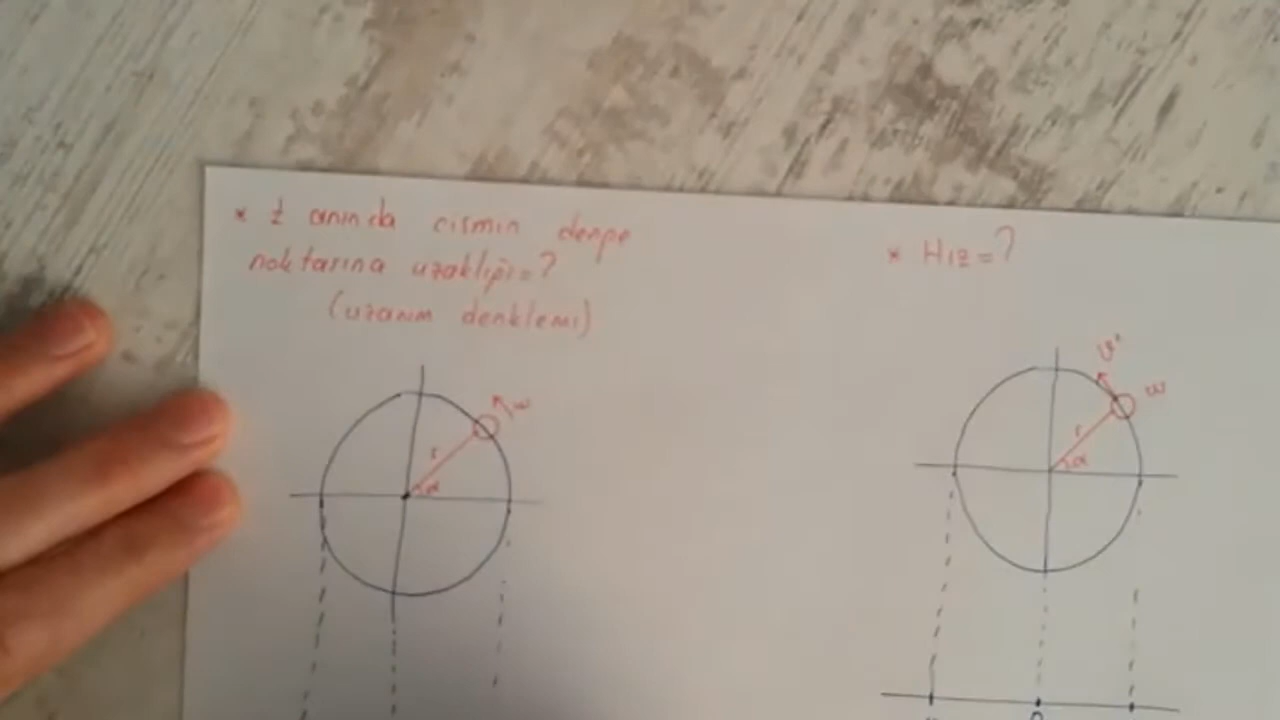 * t anında cismin denge
noktasına uzaklığı=?
(uzanım denklemi)
ω
r
α
* Hız=?
υ'
ω
r
α